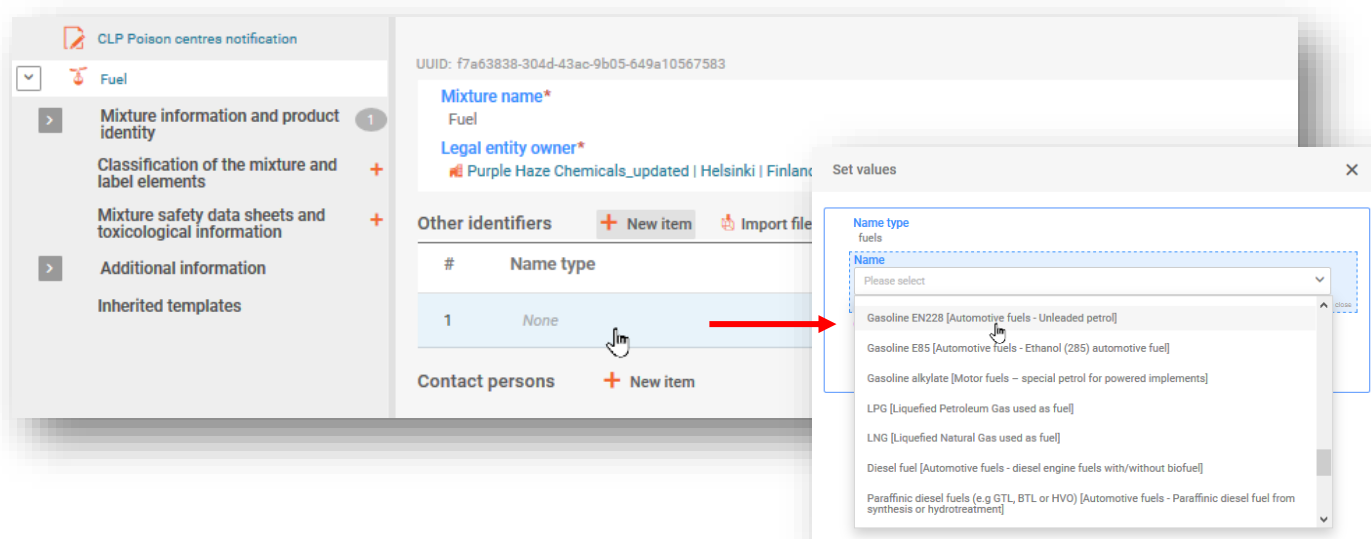 CLP Poison centres notification
Fuel
Mixture information and product
identity
1
Classification of the mixture and
label elements
+
Mixture safety data sheets and
toxicological information
+
Additional information
Inherited templates
UUID: f7a63838-304d-43ac-9b05-649a10567583
Mixture name*
Fuel
Legal entity owner*
Purple Haze Chemicals_updated | Helsinki | Finland
Other identifiers + New item Import file
# Name type
1 None
Contact persons + New item
Set values ×
Name type
fuels
Name
Please select
close
Gasoline EN228 [Automotive fuels - Unleaded petrol]
Gasoline E85 [Automotive fuels - Ethanol (285) automotive fuel]
Gasoline alkylate [Motor fuels – special petrol for powered implements]
LPG [Liquefied Petroleum Gas used as fuel]
LNG [Liquefied Natural Gas used as fuel]
Diesel fuel [Automotive fuels - diesel engine fuels with/without biofuel]
Paraffinic diesel fuels (e.g GTL, BTL or HVO) [Automotive fuels - Paraffinic diesel fuel from
synthesis or hydrotreatment]